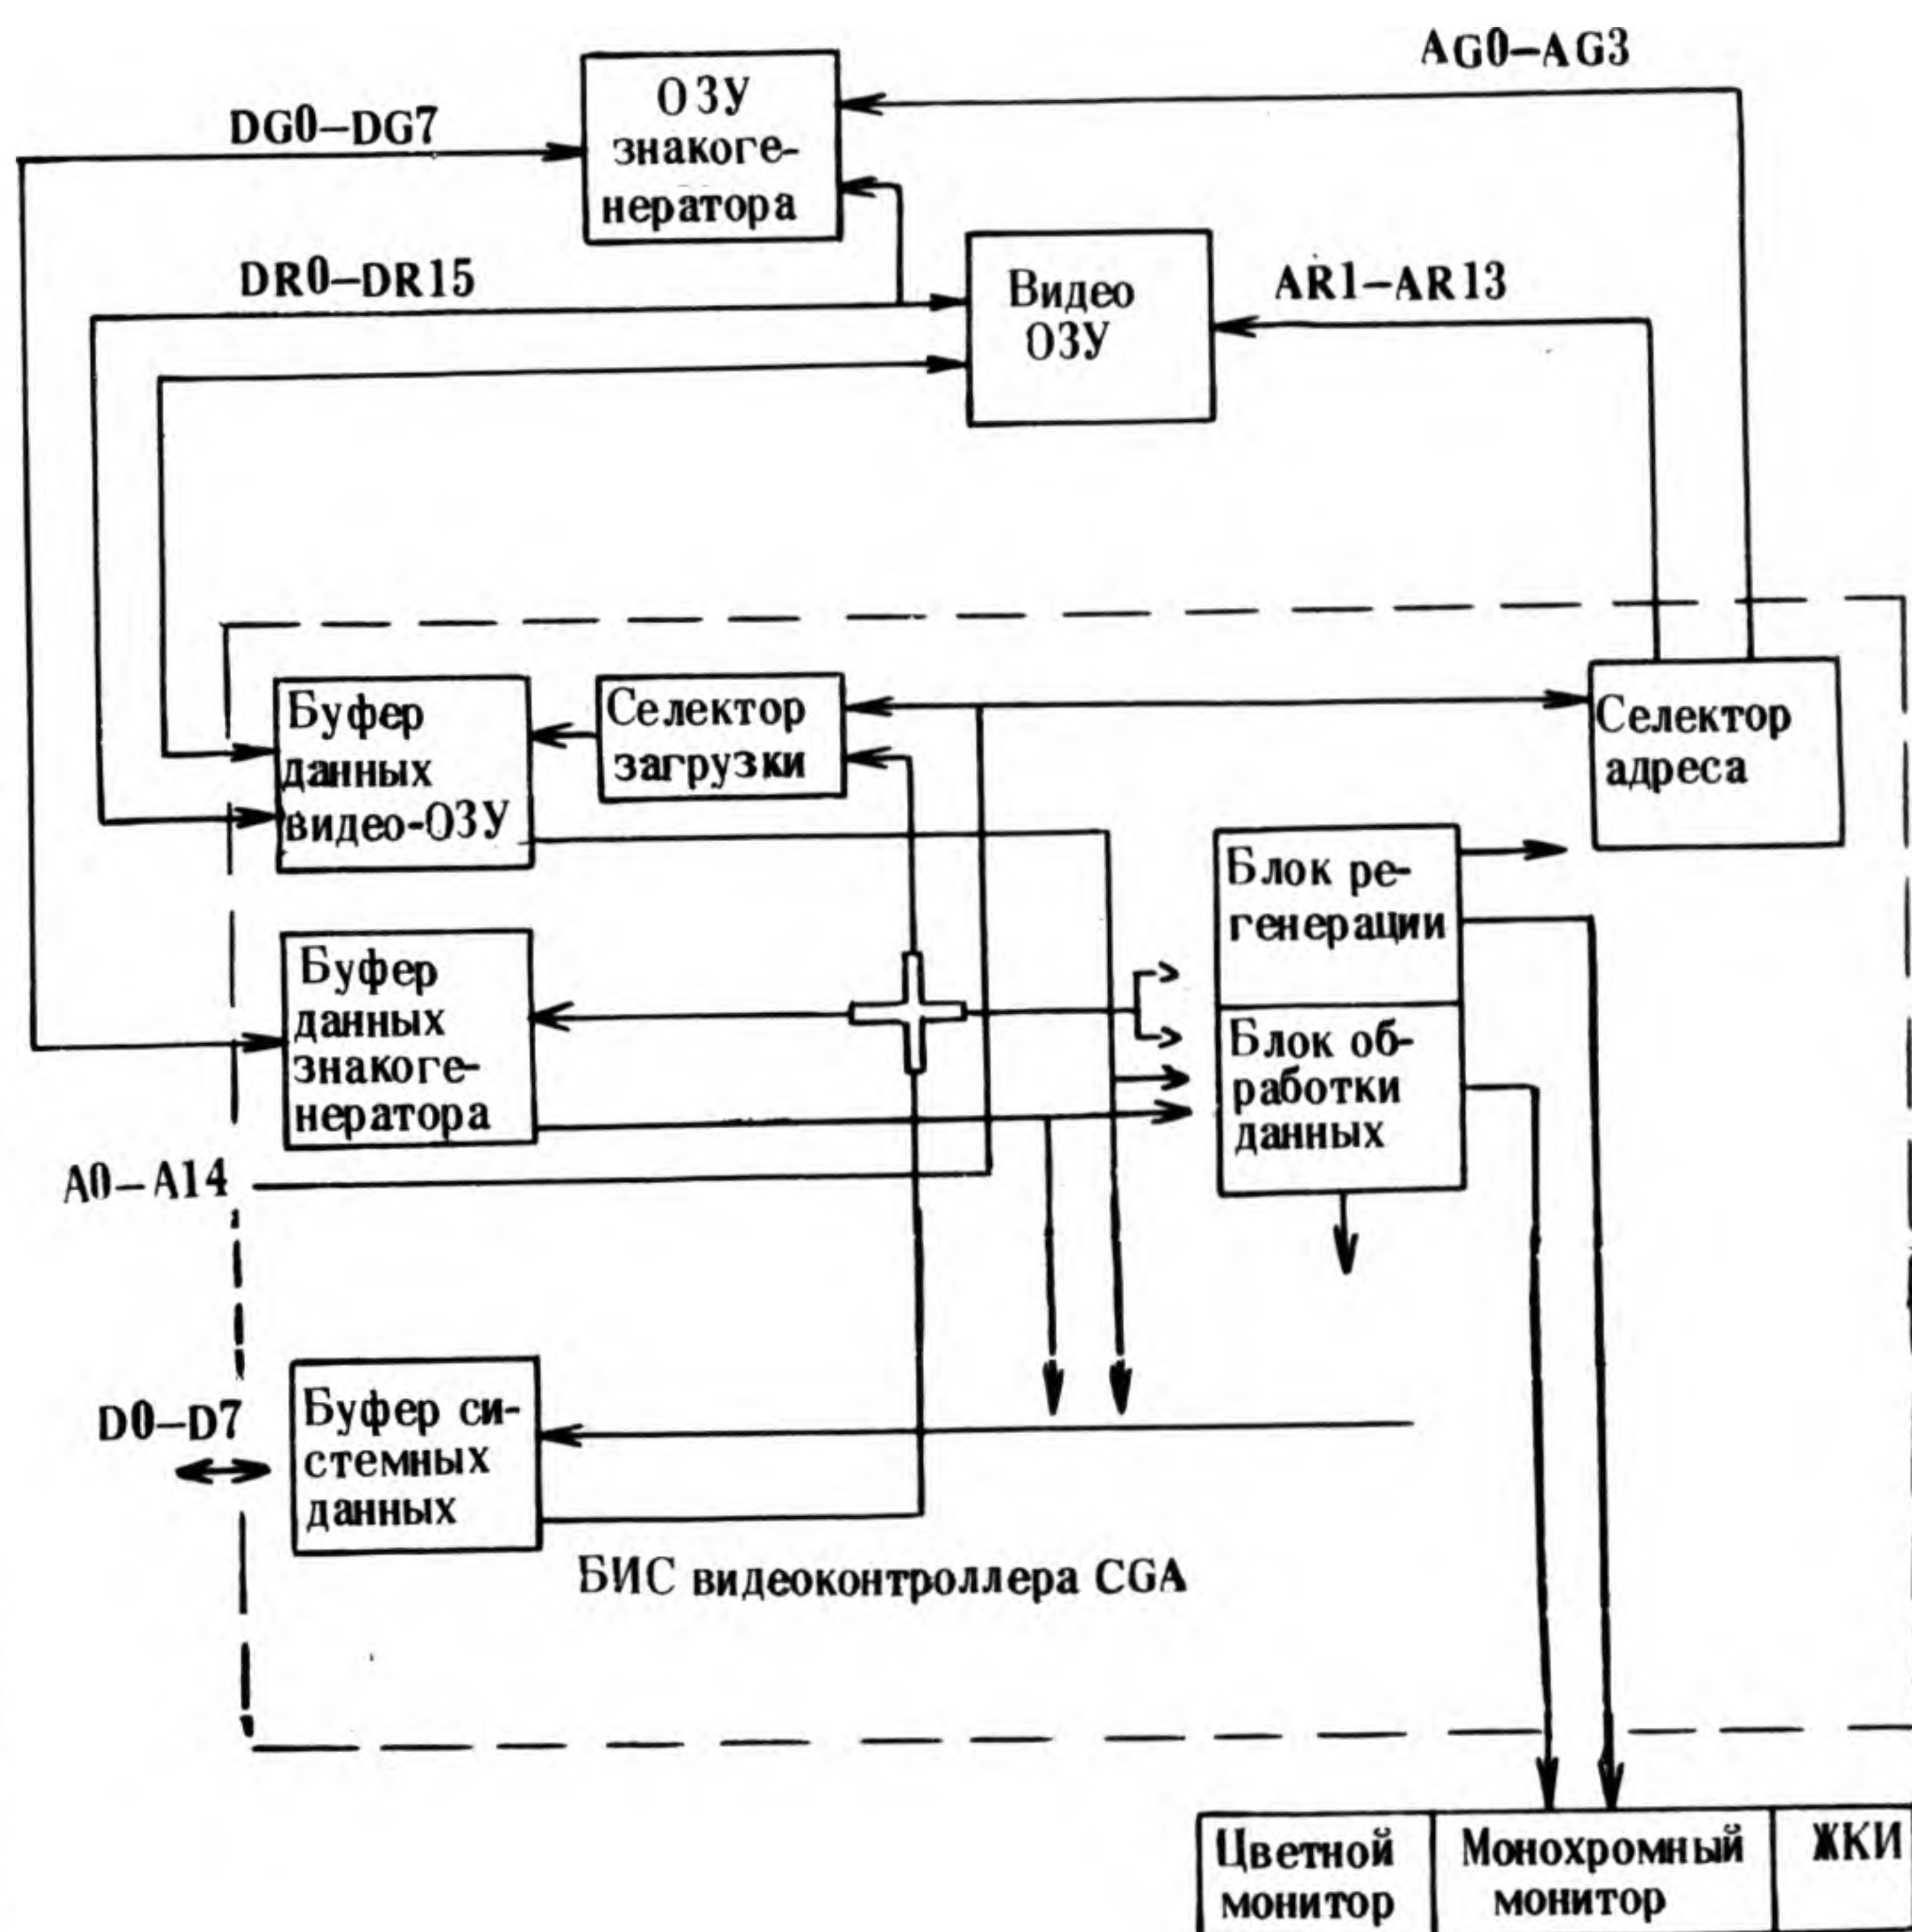 AG0–AG3
ОЗУ
знакоге-
нератора
DG0–DG7
DR0–DR15
Видео
ОЗУ
AR1–AR13
Буфер
данных
видео-ОЗУ
Селектор
загрузки
Селектор
адреса
Блок ре-
генерации
Буфер
данных
знакоге-
нератора
Блок об-
работки
данных
A0–A14
D0–D7
Буфер си-
стемных
данных
БИС видеоконтроллера CGA
Цветной
монитор
Монохромный
монитор
ЖКИ